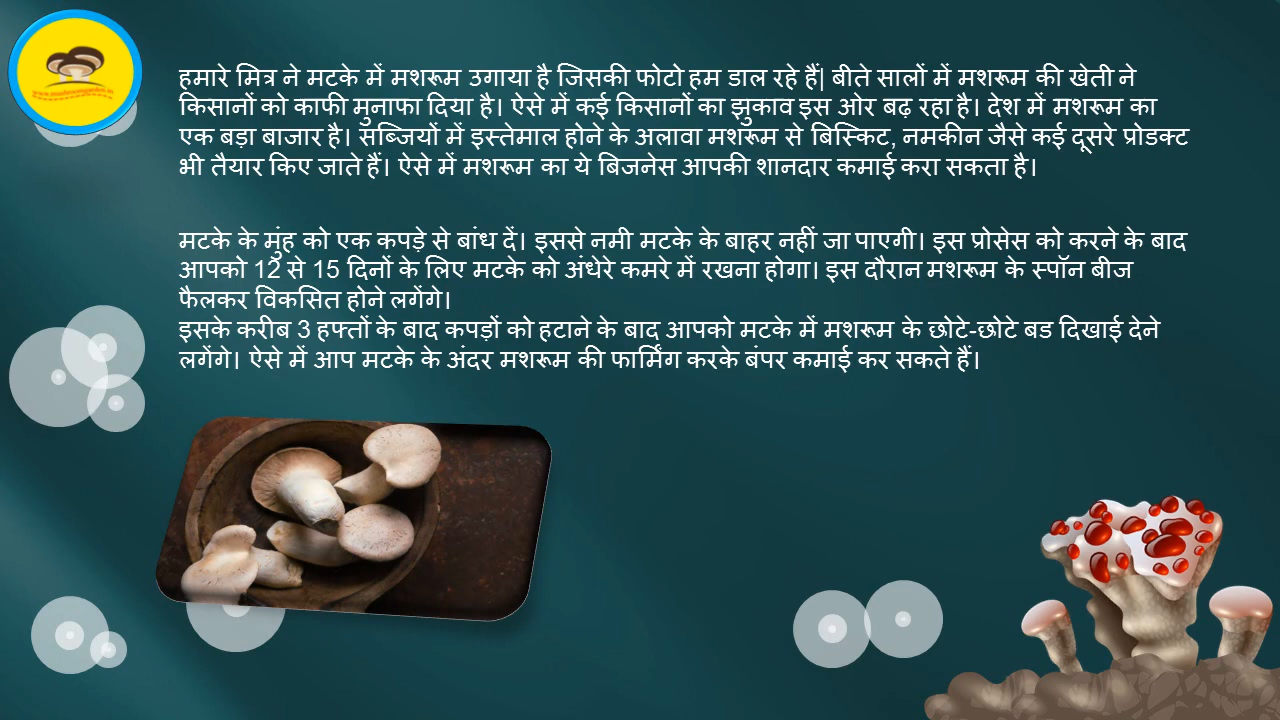 हमारे मित्र ने मटके में मशरूम उगाया है जिसकी फोटो हम डाल रहे हैं| बीते सालों में मशरूम की खेती ने
किसानों को काफी मुनाफा दिया है। ऐसे में कई किसानों का झुकाव इस ओर बढ़ रहा है। देश में मशरूम का
एक बड़ा बाजार है। सब्जियों में इस्तेमाल होने के अलावा मशरूम से बिस्किट, नमकीन जैसे कई दूसरे प्रोडक्ट
भी तैयार किए जाते हैं। ऐसे में मशरूम का ये बिजनेस आपकी शानदार कमाई करा सकता है।
मटके के मुंह को एक कपड़े से बांध दें। इससे नमी मटके के बाहर नहीं जा पाएगी। इस प्रोसेस को करने के बाद
आपको 12 से 15 दिनों के लिए मटके को अंधेरे कमरे में रखना होगा। इस दौरान मशरूम के स्पॉन बीज
फैलकर विकसित होने लगेंगे।
इसके करीब 3 हफ्तों के बाद कपड़ों को हटाने के बाद आपको मटके में मशरूम के छोटे-छोटे बड दिखाई देने
लगेंगे। ऐसे में आप मटके के अंदर मशरूम की फार्मिंग करके बंपर कमाई कर सकते हैं।